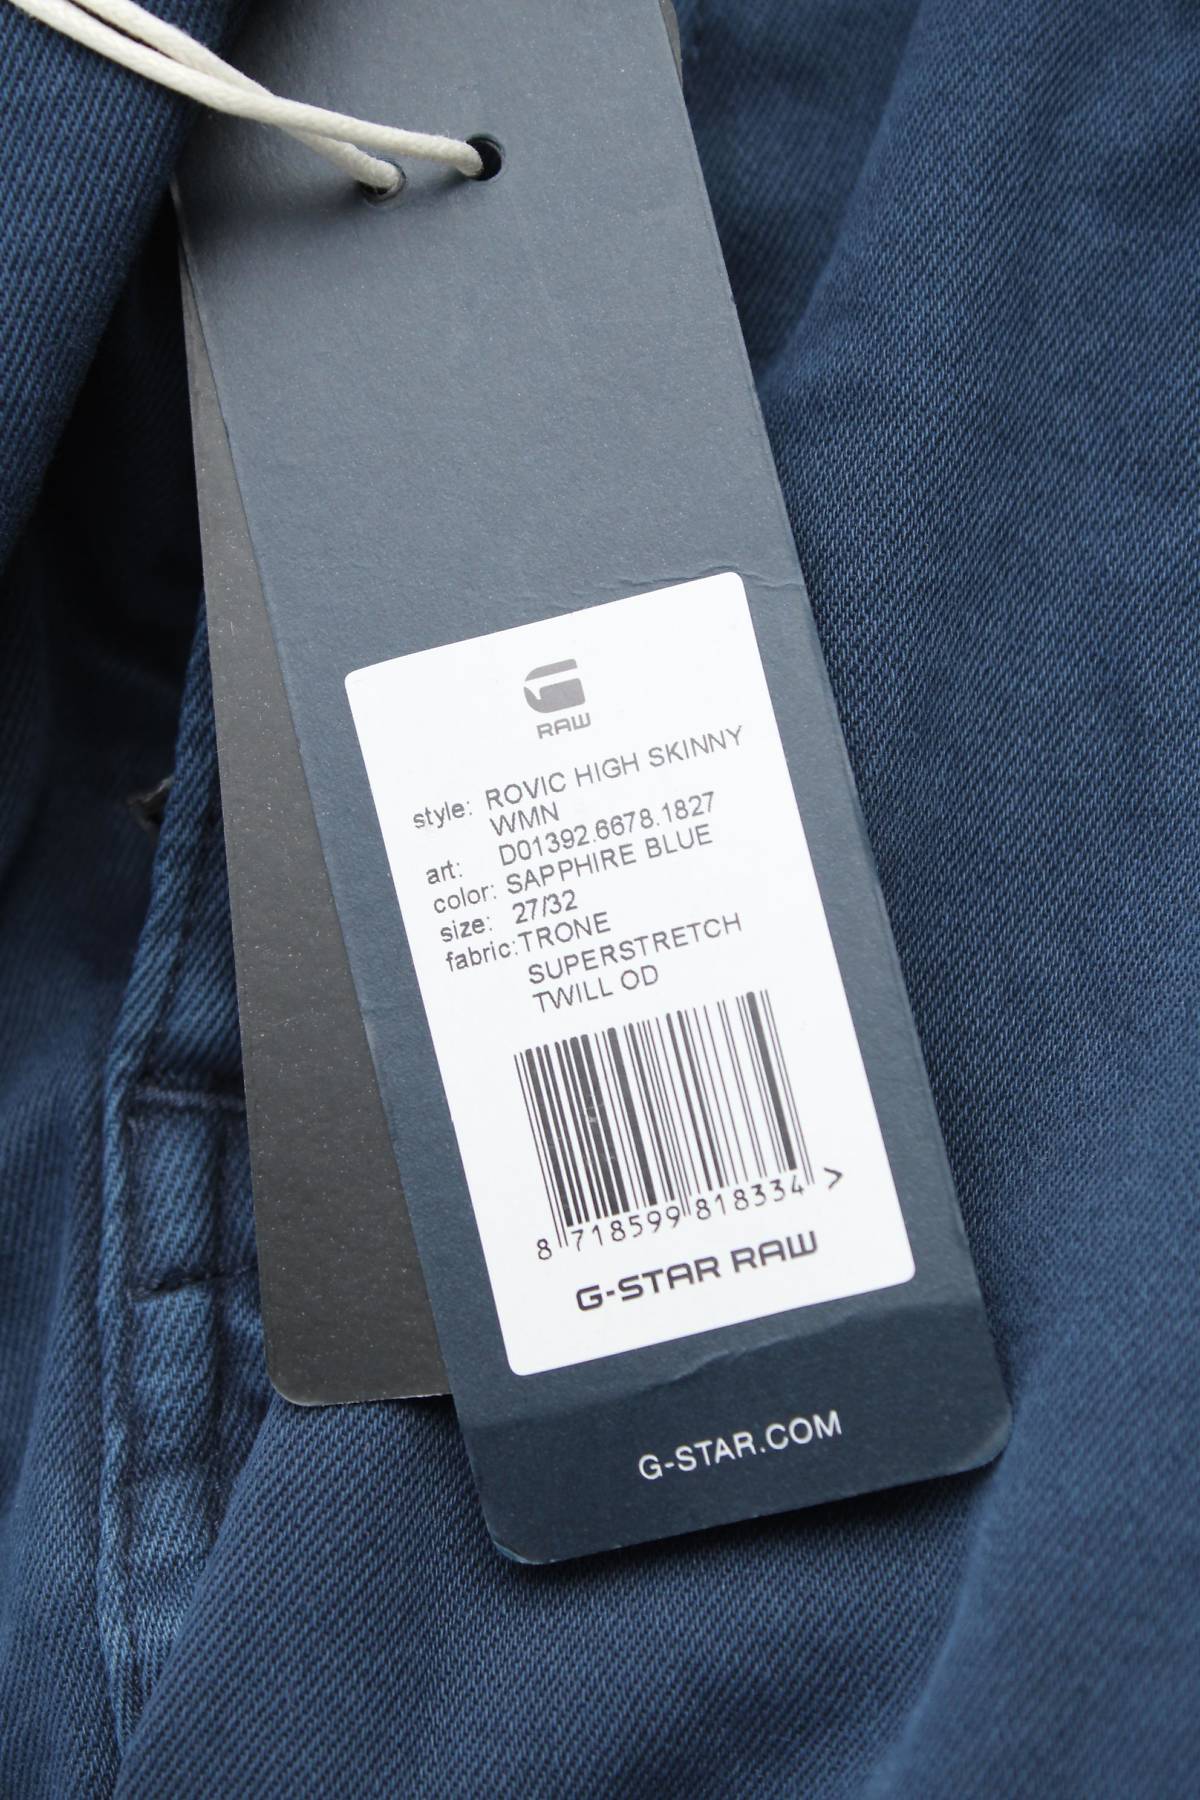 G
RAW
style: ROVIC HIGH SKINNY
WMN
art: D01392.6678.1827
color: SAPPHIRE BLUE
size: 27/32
fabric: TRONE
SUPERSTRETCH
TWILL OD
8 718599 818334 >
G-STAR RAW
G-STAR.COM